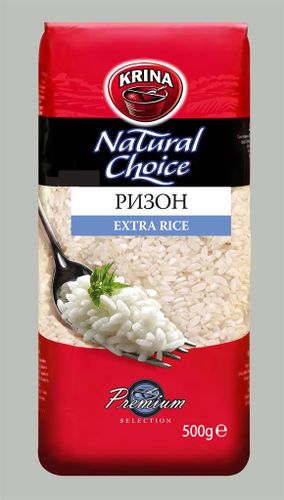 KRINA
Natural
Choice
РИЗОН
EXTRA RICE
Premium
SELECTION
500g ℮